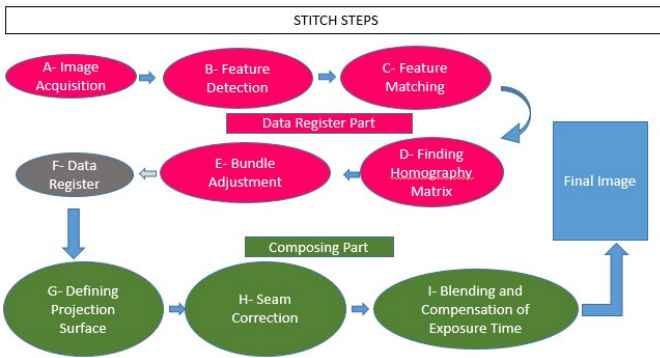 STITCH STEPS
A- Image
Acquisition
B- Feature
Detection
C- Feature
Matching
Data Register Part
D- Finding
Homography
Matrix
E- Bundle
Adjustment
F- Data
Register
Final Image
Composing Part
G- Defining
Projection
Surface
H- Seam
Correction
I- Blending and
Compensation of
Exposure Time